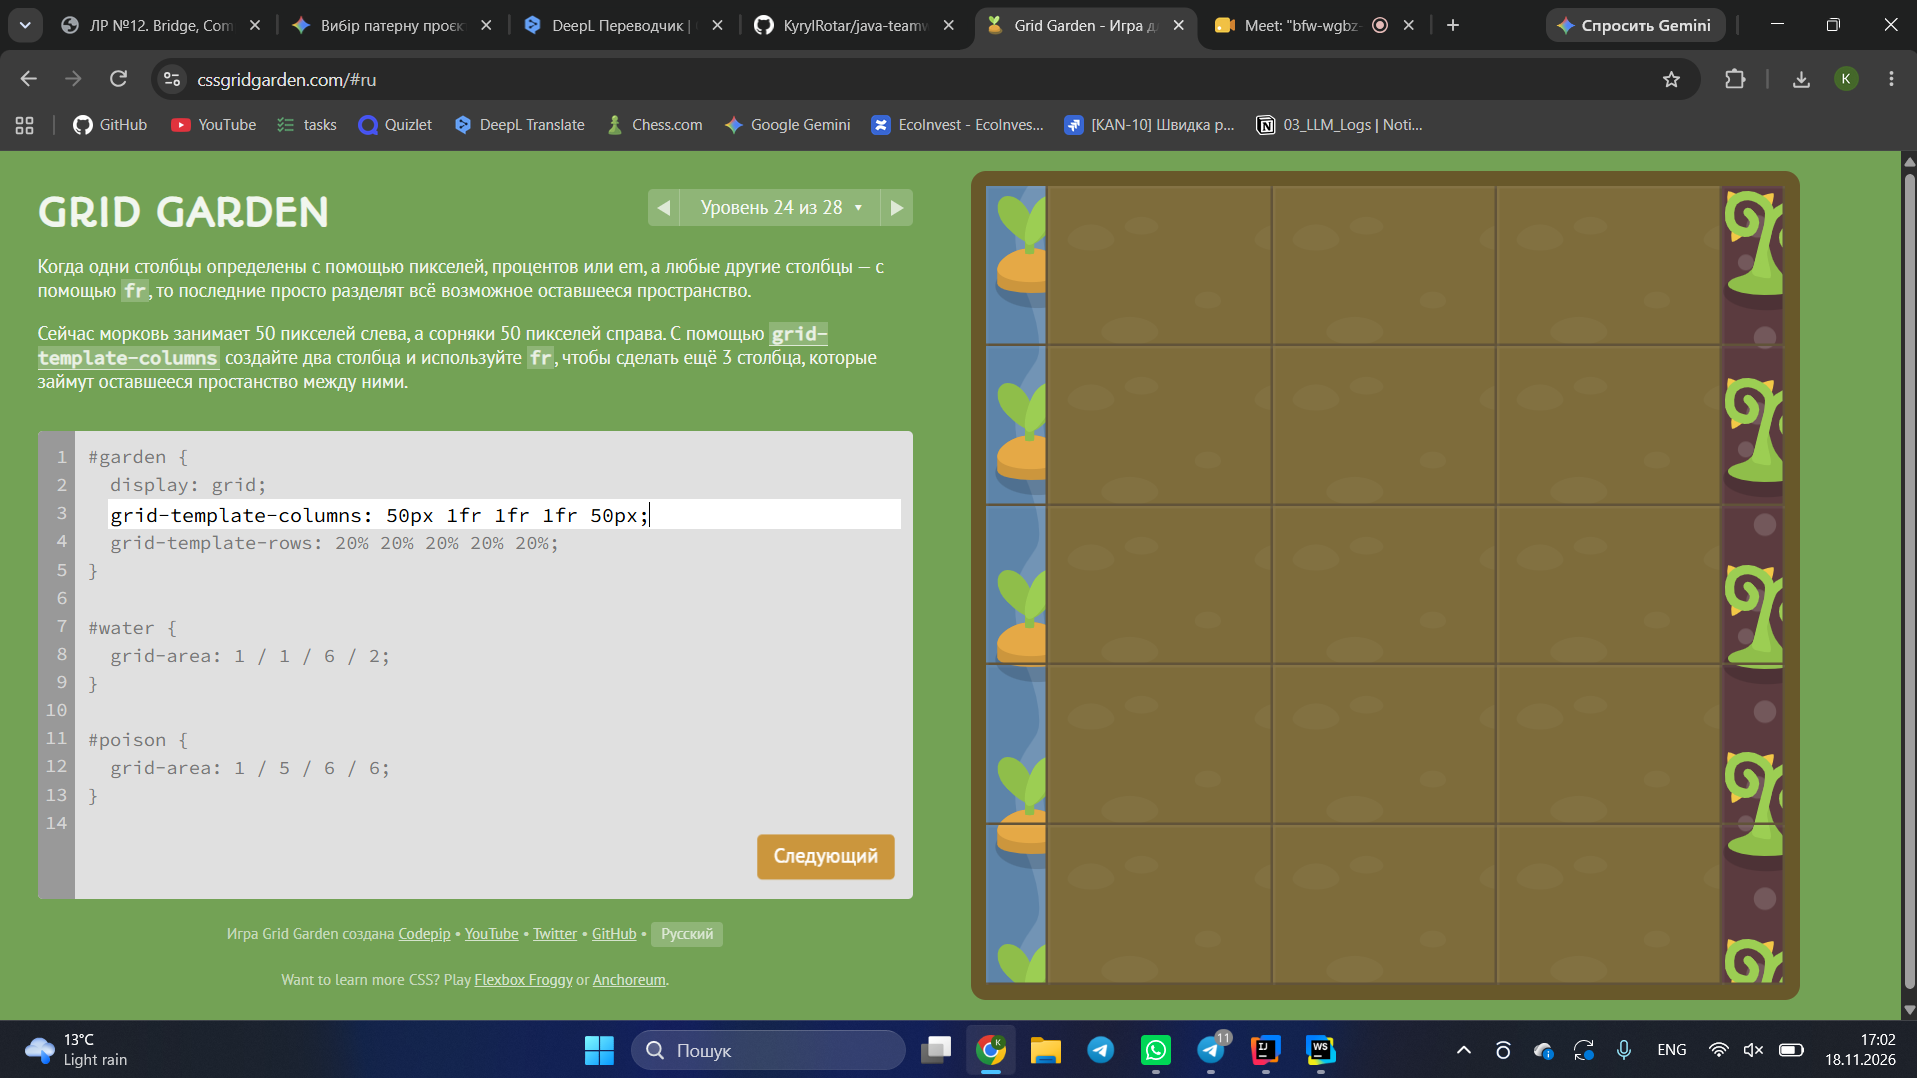 ЛР №12. Bridge, Com
Вибір патерну проєк
DeepL Переводчик |
KyrylRotar/java-teamw
Grid Garden - Игра д
Meet: "bfw-wgbz-
Спросить Gemini
cssgridgarden.com/#ru
K
GitHub
YouTube
tasks
Quizlet
DeepL Translate
Chess.com
Google Gemini
EcoInvest - EcoInves...
[KAN-10] Швидка р...
03_LLM_Logs | Noti...
GRID GARDEN
Уровень 24 из 28
Когда одни столбцы определены с помощью пикселей, процентов или em, а любые другие столбцы — с
помощью fr, то последние просто разделят всё возможное оставшееся пространство.
Сейчас морковь занимает 50 пикселей слева, а сорняки 50 пикселей справа. С помощью grid-
template-columns создайте два столбца и используйте fr, чтобы сделать ещё 3 столбца, которые
займут оставшееся простанство между ними.
1 #garden {
2 display: grid;
3 grid-template-columns: 50px 1fr 1fr 1fr 50px;
4 grid-template-rows: 20% 20% 20% 20% 20%;
5 }
6
7 #water {
8 grid-area: 1 / 1 / 6 / 2;
9 }
10
11 #poison {
12 grid-area: 1 / 5 / 6 / 6;
13 }
14
Следующий
Игра Grid Garden создана Codepip • YouTube • Twitter • GitHub • Русский
Want to learn more CSS? Play Flexbox Froggy or Anchoreum.
13°C
Light rain
Пошук
K
11
IJ
WS
ENG
17:02
18.11.2026